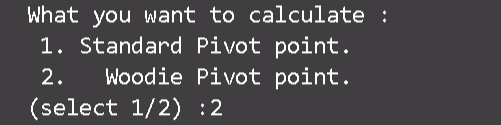 What you want to calculate :
1. Standard Pivot point.
2.   Woodie Pivot point.
(select 1/2) :2